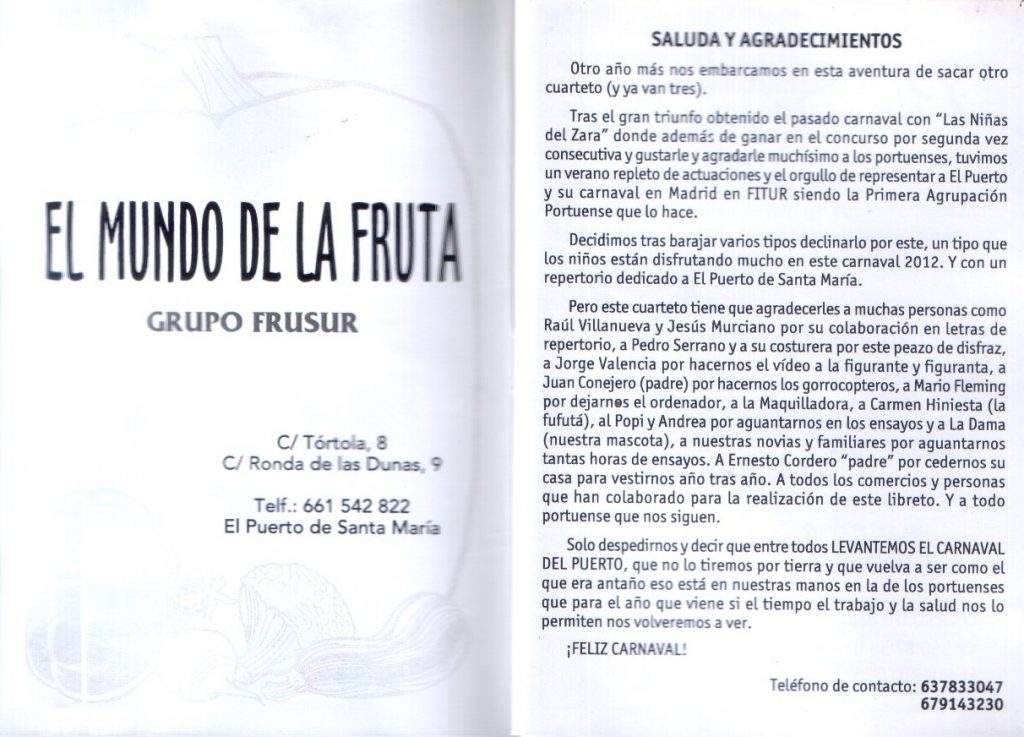 EL MUNDO DE LA FRUTA
GRUPO FRUSUR
C/ Tórtola, 8
C/ Ronda de las Dunas, 9
Telf.: 661 542 822
El Puerto de Santa María
SALUDA Y AGRADECIMIENTOS
Otro año más nos embarcamos en esta aventura de sacar otro
cuarteto (y ya van tres).
Tras el gran triunfo obtenido el pasado carnaval con “Las Niñas
del Zara” donde además de ganar en el concurso por segunda vez
consecutiva y gustarle y agradarle muchísimo a los portuenses, tuvimos
un verano repleto de actuaciones y el orgullo de representar a El Puerto
y su carnaval en Madrid en FITUR siendo la Primera Agrupación
Portuense que lo hace.
Decidimos tras barajar varios tipos declinarlo por este, un tipo que
los niños están disfrutando mucho en este carnaval 2012. Y con un
repertorio dedicado a El Puerto de Santa María.
Pero este cuarteto tiene que agradecerles a muchas personas como
Raúl Villanueva y Jesús Murciano por su colaboración en letras de
repertorio, a Pedro Serrano y a su costurera por este peazo de disfraz,
a Jorge Valencia por hacernos el vídeo a la figurante y figuranta, a
Juan Conejero (padre) por hacernos los gorrocopteros, a Mario Fleming
por dejarnos el ordenador, a la Maquilladora, a Carmen Hiniesta (la
fufutá), al Popi y Andrea por aguantarnos en los ensayos y a La Dama
(nuestra mascota), a nuestras novias y familiares por aguantarnos
tantas horas de ensayos. A Ernesto Cordero “padre” por cedernos su
casa para vestirnos año tras año. A todos los comercios y personas
que han colaborado para la realización de este libreto. Y a todo
portuense que nos siguen.
Solo despedirnos y decir que entre todos LEVANTEMOS EL CARNAVAL
DEL PUERTO, que no lo tiremos por tierra y que vuelva a ser como el
que era antaño eso está en nuestras manos en la de los portuenses
que para el año que viene si el tiempo el trabajo y la salud nos lo
permiten nos volveremos a ver.
¡FELIZ CARNAVAL!
Teléfono de contacto: 637833047
679143230